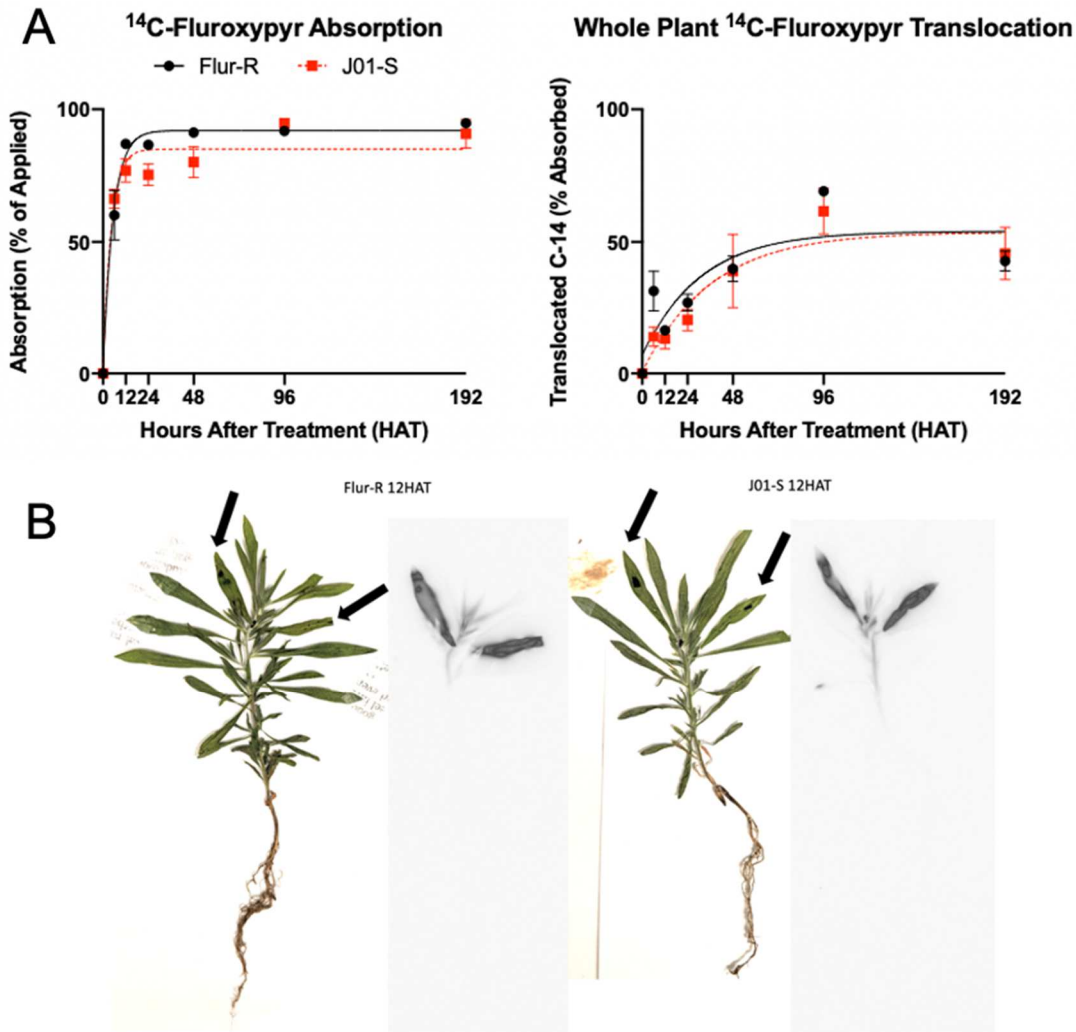 A
¹⁴C-Fluroxypyr Absorption
Flur-R J01-S
Absorption (% of Applied)
100
50
0
0 12 24 48 96 192
Hours After Treatment (HAT)
Whole Plant ¹⁴C-Fluroxypyr Translocation
Translocated C-14 (% Absorbed)
100
50
0
0 12 24 48 96 192
Hours After Treatment (HAT)
B
Flur-R 12HAT
J01-S 12HAT